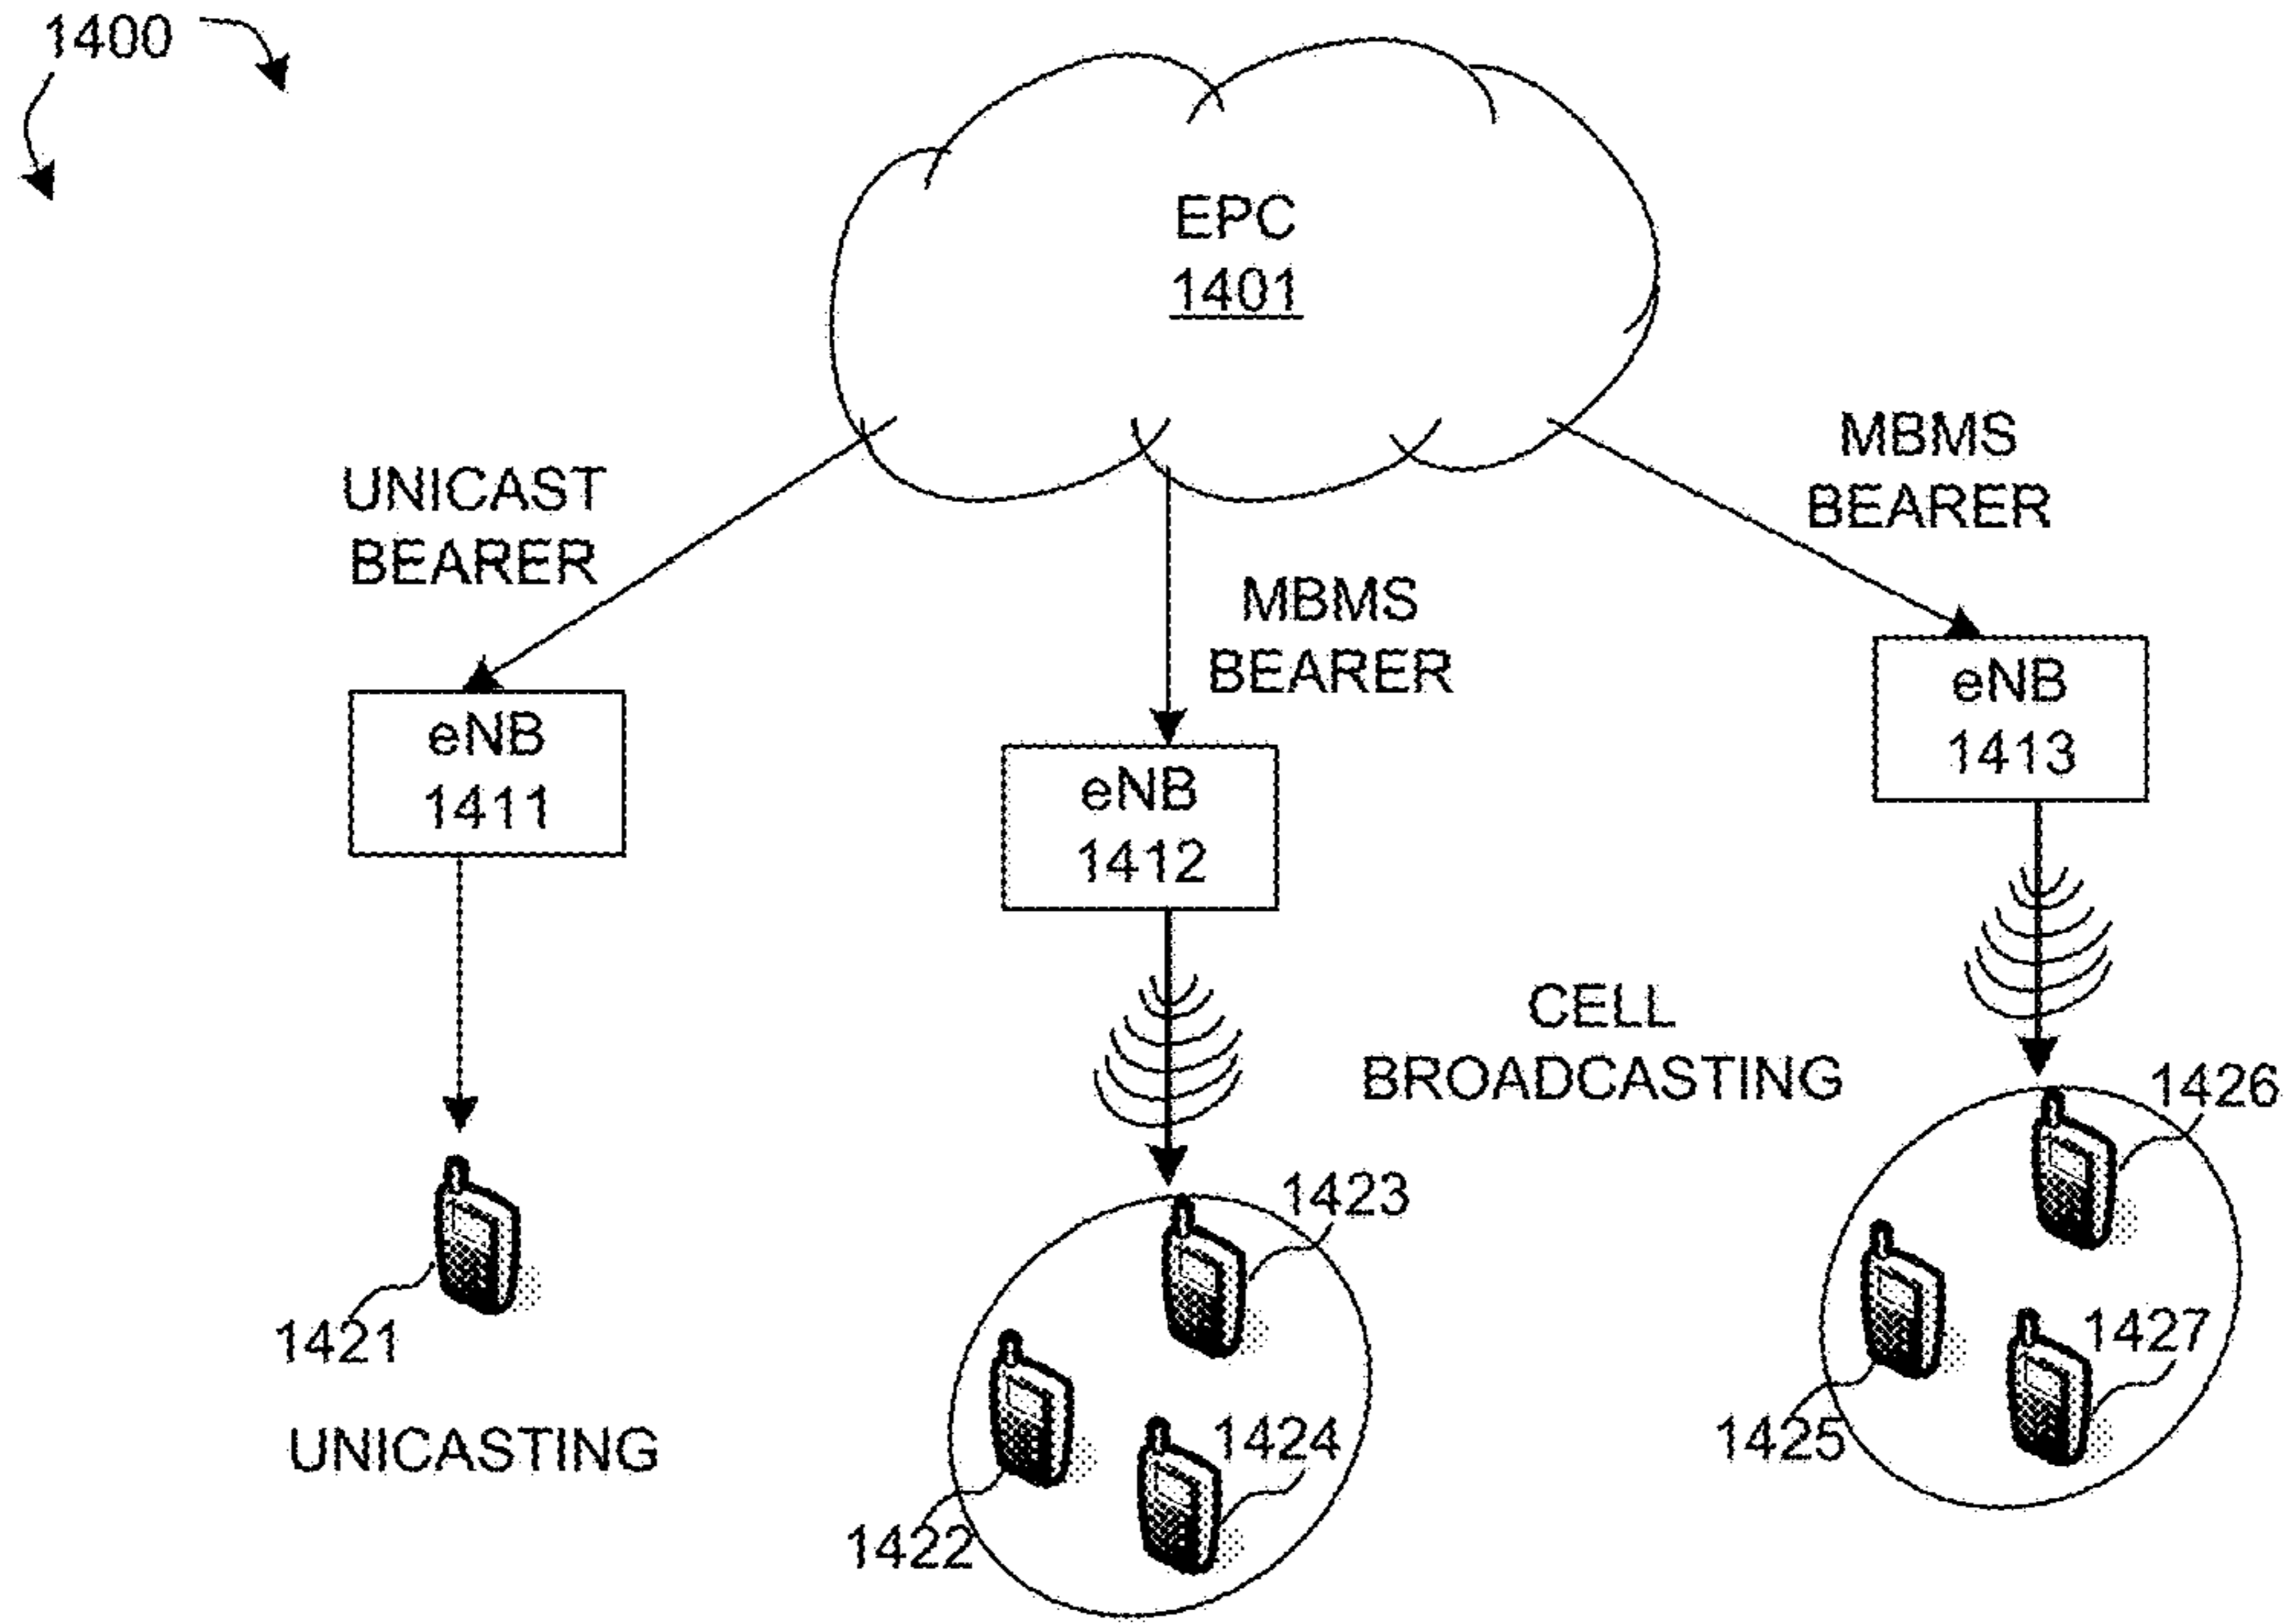 1400
EPC
1401
UNICAST
BEARER
MBMS
BEARER
MBMS
BEARER
eNB
1411
eNB
1412
eNB
1413
CELL
BROADCASTING
1421
UNICASTING
1423
1422
1424
1426
1425
1427